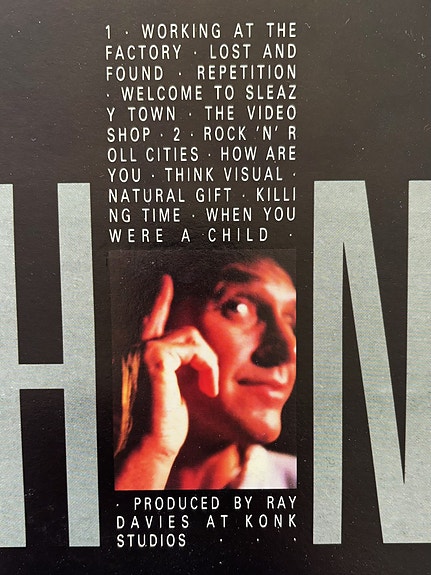 1 · WORKING AT THE
FACTORY · LOST AND
FOUND · REPETITION
· WELCOME TO SLEAZ
Y TOWN · THE VIDEO
SHOP · 2 · ROCK 'N' R
OLL CITIES · HOW ARE
YOU · THINK VISUAL ·
NATURAL GIFT · KILLI
NG TIME · WHEN YOU
WERE A CHILD ·
H N
· PRODUCED BY RAY
DAVIES AT KONK
STUDIOS · · ·